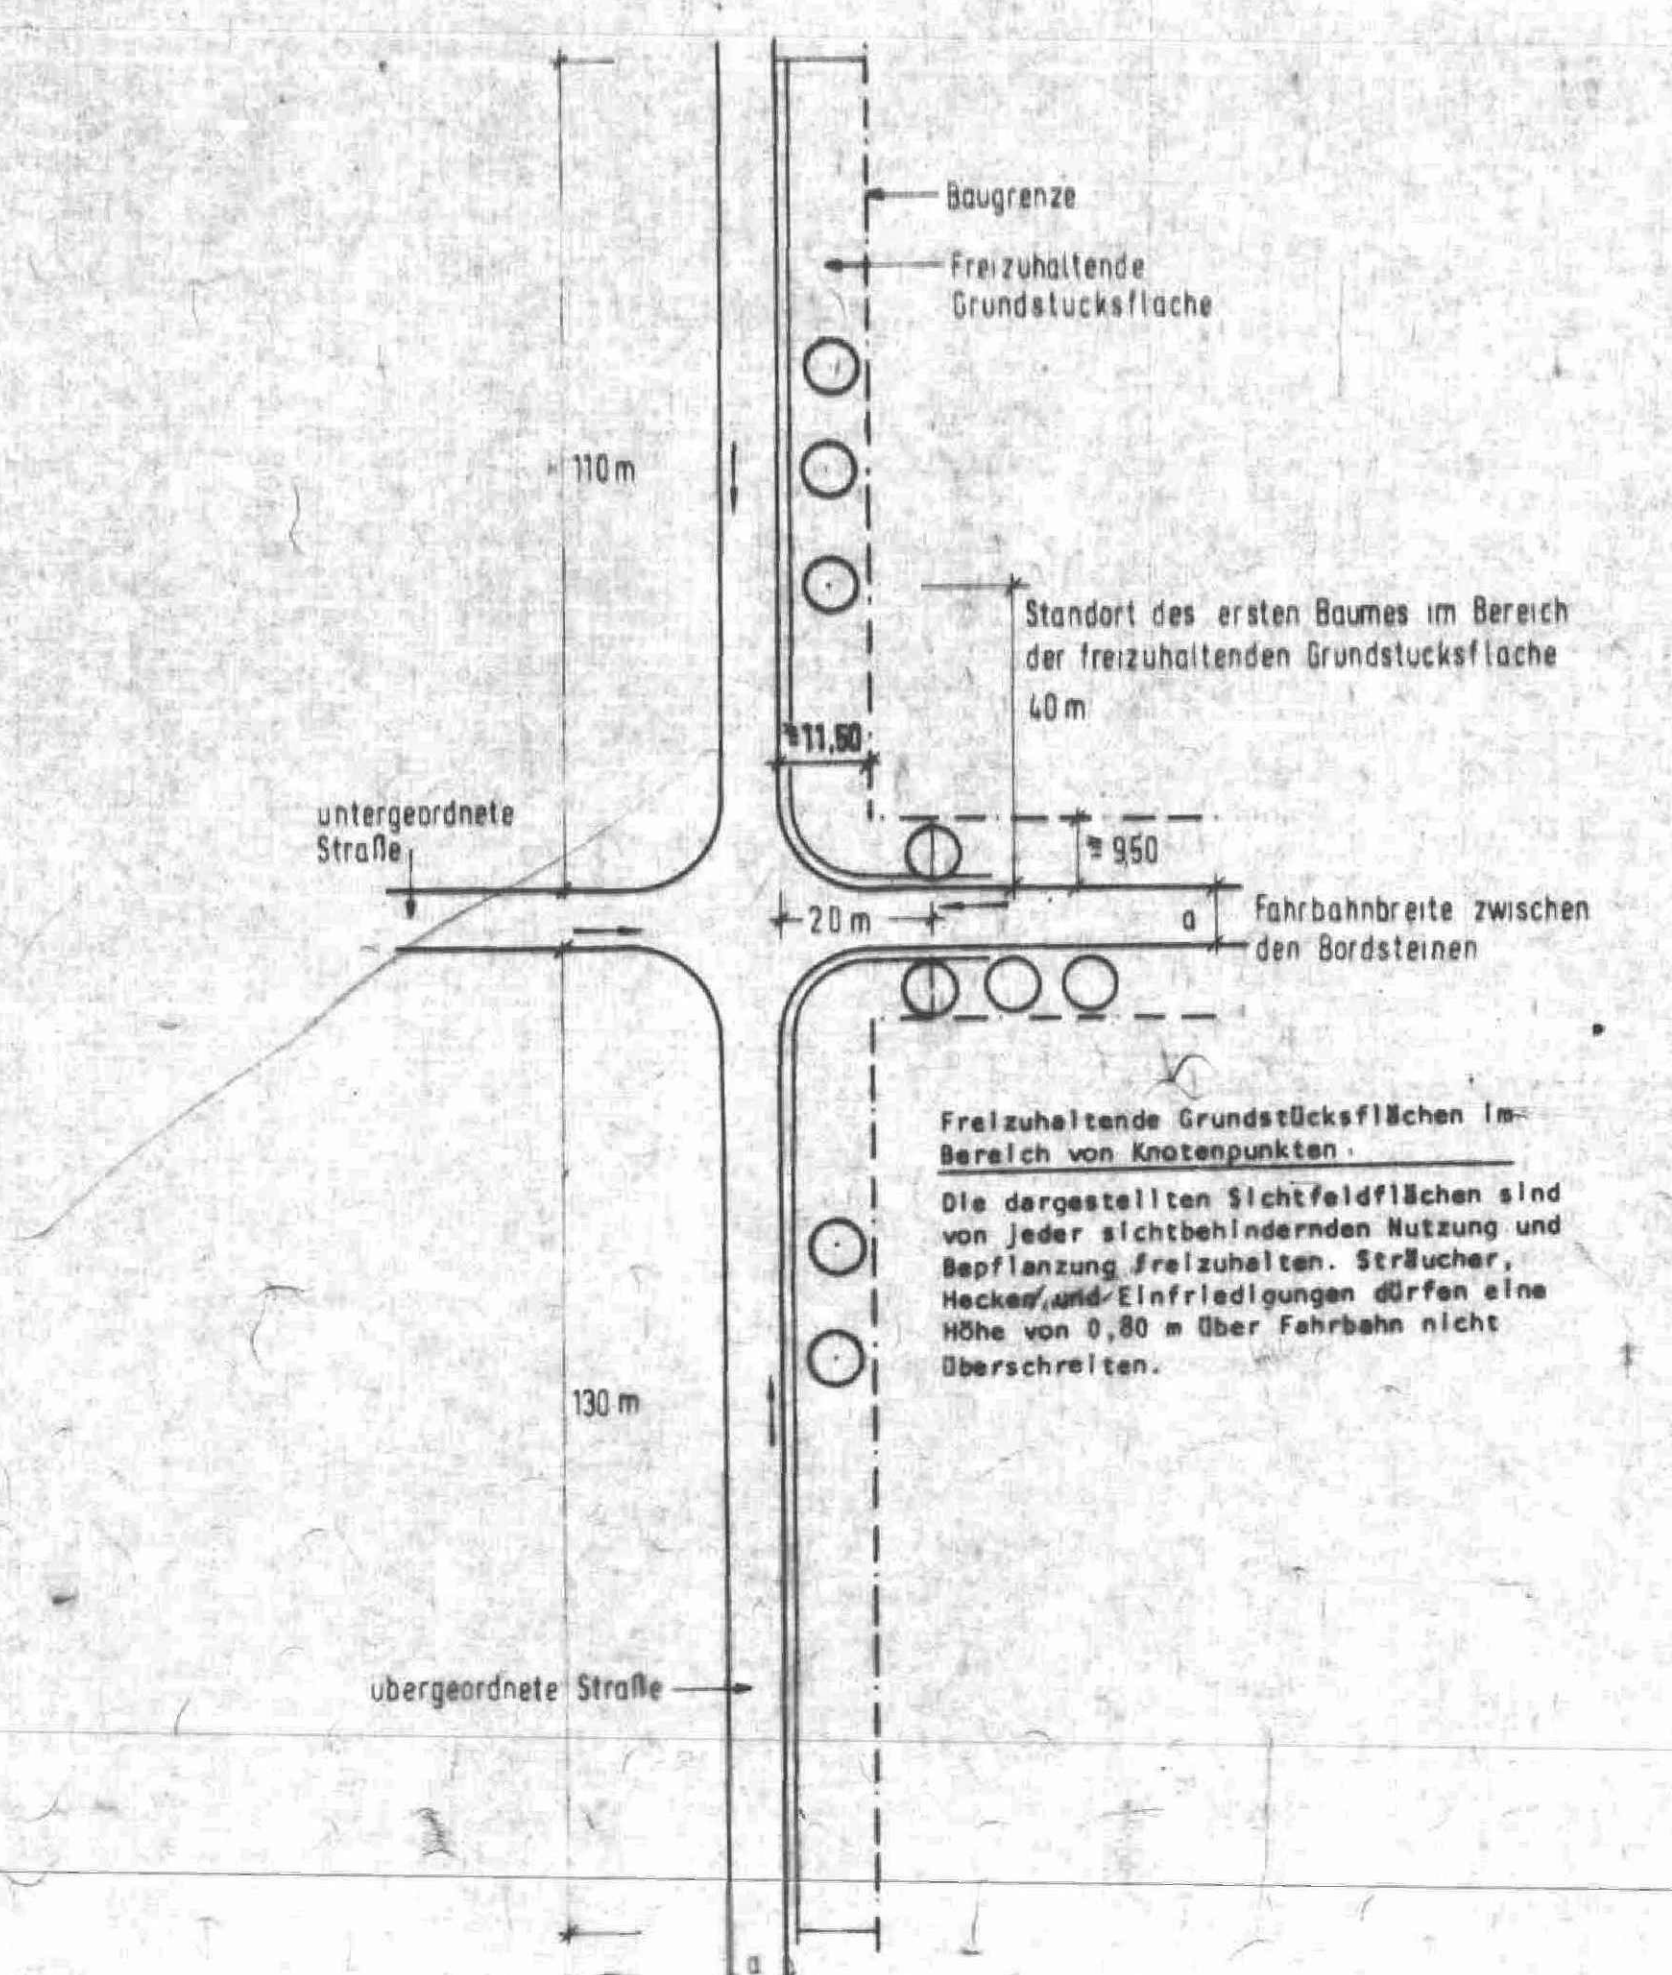 Baugrenze
Freizuhaltende
Grundstucksflache
110 m
Standort des ersten Baumes im Bereich
der freizuhaltenden Grundstucksflache
40 m
11.50
untergeordnete
Straße
9,50
20 m
a
Fahrbahnbreite zwischen
den Bordsteinen
Freizuhaltende Grundstücksflächen im
Bereich von Knotenpunkten.
Die dargestellten Sichtfeldflächen sind
von jeder sichtbehindernden Nutzung und
Bepflanzung freizuhalten. Sträucher,
Hecken und Einfriedigungen dürfen eine
Höhe von 0,80 m über Fahrbahn nicht
überschreiten.
130 m
ubergeordnete Straße
a